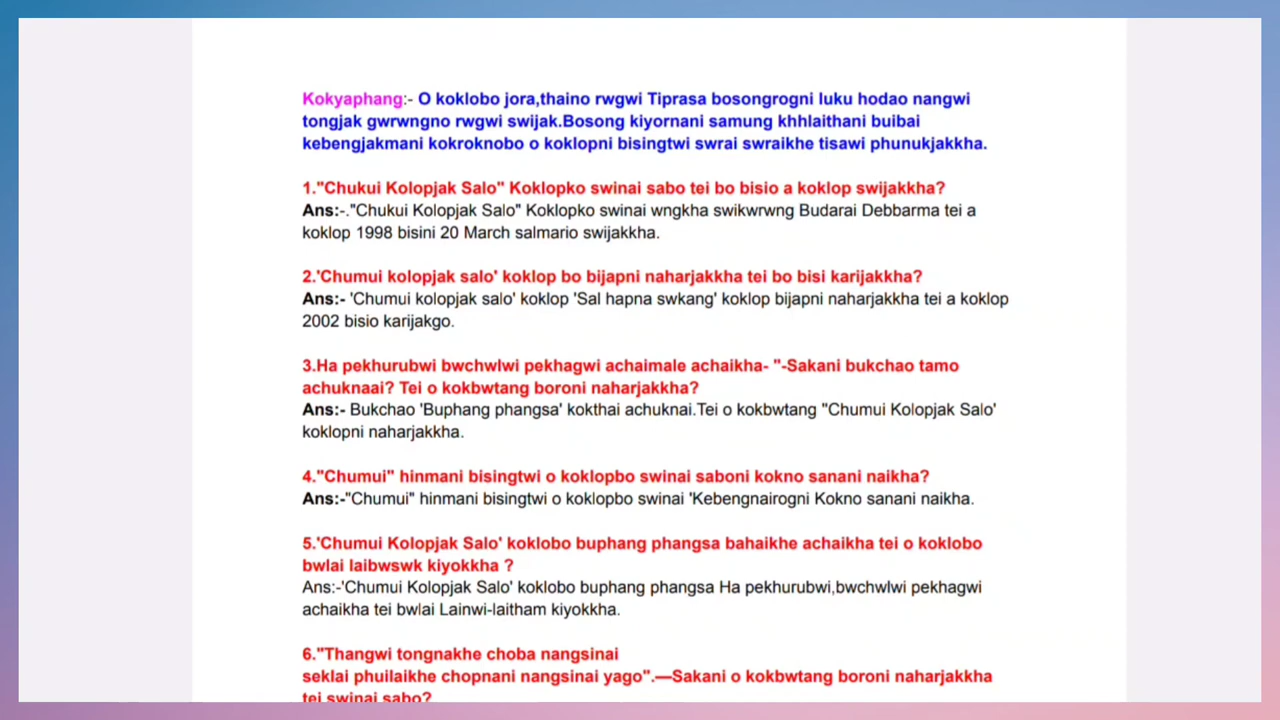 Kokyaphang:- O koklobo jora,thaino rwgwi Tiprasa bosongrogni luku hodao nangwi
tongjak gwrwngno rwgwi swijak.Bosong kiyornani samung khhlaithani buibai
kebengjakmani kokroknobo o koklopni bisingtwi swrai swraikhe tisawi phunukjakkha.
1."Chukui Kolopjak Salo" Koklopko swinai sabo tei bo bisio a koklop swijakkha?
Ans:-."Chukui Kolopjak Salo" Koklopko swinai wngkha swikwrwng Budarai Debbarma tei a
koklop 1998 bisini 20 March salmario swijakkha.
2.'Chumui kolopjak salo' koklop bo bijapni naharjakkha tei bo bisi karijakkha?
Ans:- 'Chumui kolopjak salo' koklop 'Sal hapna swkang' koklop bijapni naharjakkha tei a koklop
2002 bisio karijakgo.
3.Ha pekhurubwi bwchwlwi pekhagwi achaimale achaikha- "-Sakani bukchao tamo
achuknaai? Tei o kokbwtang boroni naharjakkha?
Ans:- Bukchao 'Buphang phangsa' kokthai achuknai.Tei o kokbwtang "Chumui Kolopjak Salo'
koklopni naharjakkha.
4."Chumui" hinmani bisingtwi o koklopbo swinai saboni kokno sanani naikha?
Ans:-"Chumui" hinmani bisingtwi o koklopbo swinai 'Kebengnairogni Kokno sanani naikha.
5.'Chumui Kolopjak Salo' koklobo buphang phangsa bahaikhe achaikha tei o koklobo
bwlai laibwswk kiyokkha ?
Ans:-'Chumui Kolopjak Salo' koklobo buphang phangsa Ha pekhurubwi,bwchwlwi pekhagwi
achaikha tei bwlai Lainwi-laitham kiyokkha.
6."Thangwi tongnakhe choba nangsinai
seklai phuilaikhe chopnani nangsinai yago".—Sakani o kokbwtang boroni naharjakkha
tei swinai sabo?